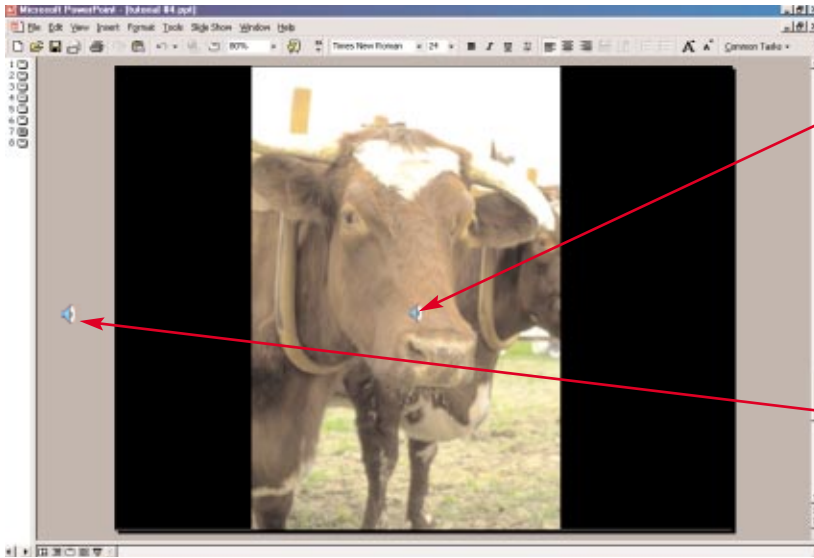 Microsoft PowerPoint - [tutorial #4.ppt]
File Edit View Insert Format Tools Slide Show Window Help
80% Times New Roman 24 B I U S A A Common Tasks
1
2
3
4
5
6
7
8